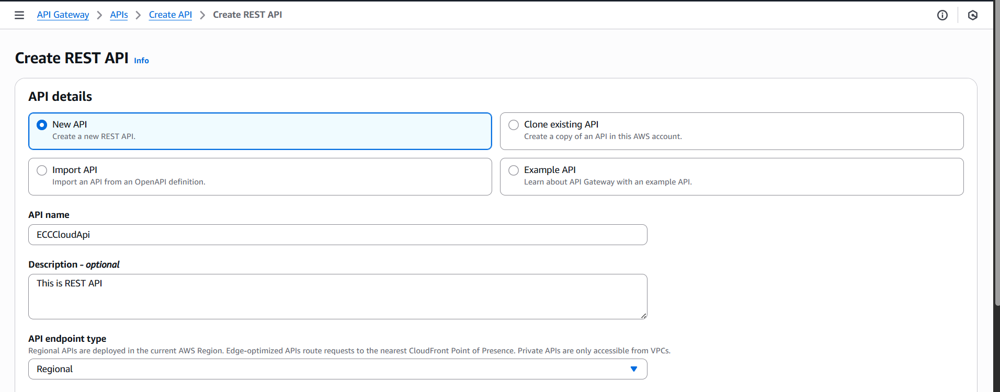 API Gateway > APIs > Create API > Create REST API
Create REST API Info
API details
New API
Create a new REST API.
Clone existing API
Create a copy of an API in this AWS account.
Import API
Import an API from an OpenAPI definition.
Example API
Learn about API Gateway with an example API.
API name
ECCCloudApi
Description - optional
This is REST API
API endpoint type
Regional APIs are deployed in the current AWS Region. Edge-optimized APIs route requests to the nearest CloudFront Point of Presence. Private APIs are only accessible from VPCs.
Regional